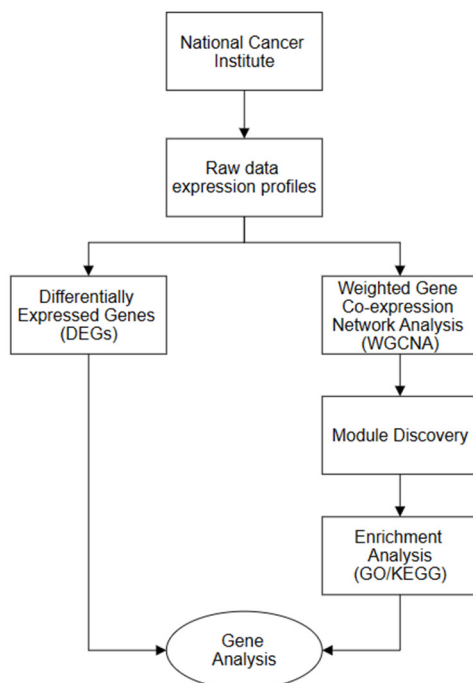 National Cancer
Institute
Raw data
expression profiles
Differentially
Expressed Genes
(DEGs)
Weighted Gene
Co-expression
Network Analysis
(WGCNA)
Module Discovery
Enrichment
Analysis
(GO/KEGG)
Gene
Analysis